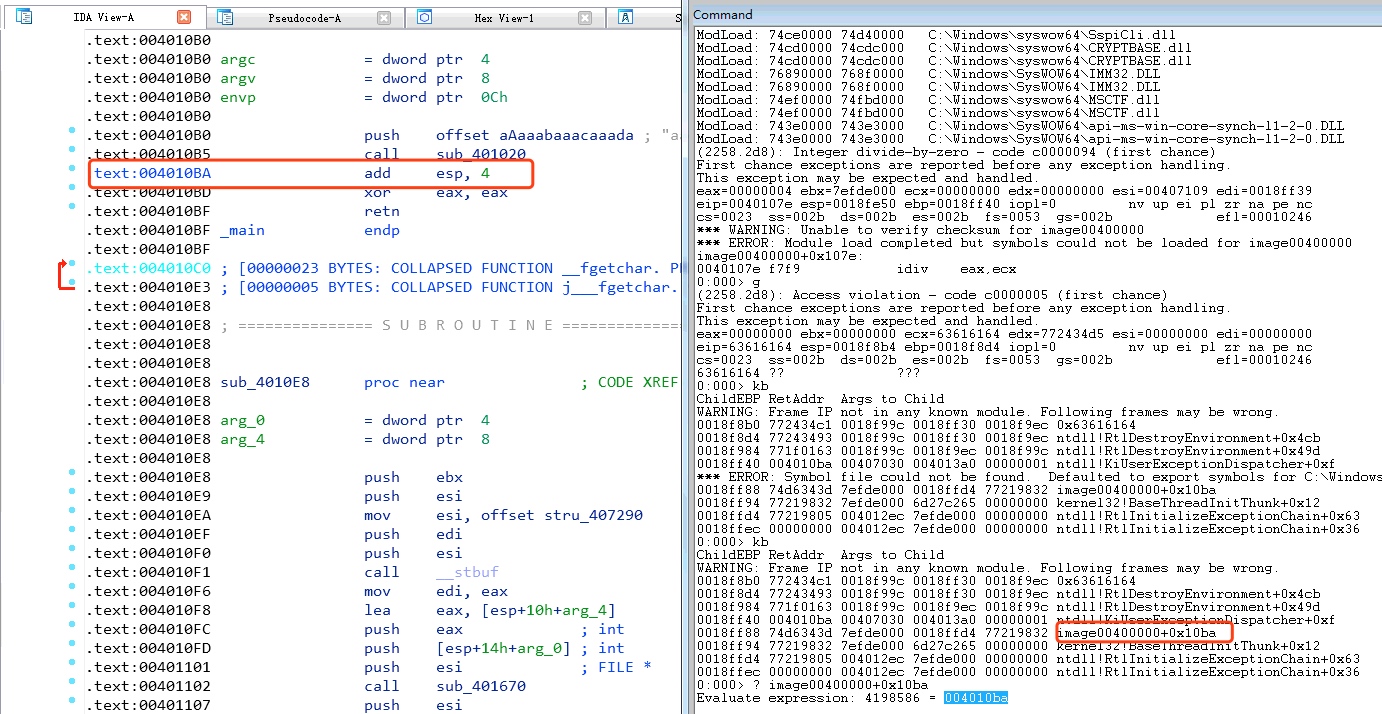 IDA View-A
Pseudocode-A
Hex View-1
.text:004010B0
.text:004010B0 argc = dword ptr 4
.text:004010B0 argv = dword ptr 8
.text:004010B0 envp = dword ptr 0Ch
.text:004010B0
.text:004010B0 push offset aAaaabaaacaaada ; "aa
.text:004010B5 call sub_401020
text:004010BA add esp, 4
.text:004010BD xor eax, eax
.text:004010BF retn
.text:004010BF _main endp
.text:004010BF
.text:004010C0 ; [00000023 BYTES: COLLAPSED FUNCTION __fgetchar. PR
.text:004010E3 ; [00000005 BYTES: COLLAPSED FUNCTION j___fgetchar.
.text:004010E8
.text:004010E8 ; =============== S U B R O U T I N E ===============
.text:004010E8
.text:004010E8
.text:004010E8 sub_4010E8 proc near ; CODE XREF
.text:004010E8
.text:004010E8 arg_0 = dword ptr 4
.text:004010E8 arg_4 = dword ptr 8
.text:004010E8
.text:004010E8 push ebx
.text:004010E9 push esi
.text:004010EA mov esi, offset stru_407290
.text:004010EF push edi
.text:004010F0 push esi
.text:004010F1 call __stbuf
.text:004010F6 mov edi, eax
.text:004010F8 lea eax, [esp+10h+arg_4]
.text:004010FC push eax ; int
.text:004010FD push [esp+14h+arg_0] ; int
.text:00401101 push esi ; FILE *
.text:00401102 call sub_401670
.text:00401107 push esi
Command
ModLoad: 74ce0000 74d40000 C:\Windows\syswow64\SspiCli.dll
ModLoad: 74cd0000 74cdc000 C:\Windows\syswow64\CRYPTBASE.dll
ModLoad: 74cd0000 74cdc000 C:\Windows\syswow64\CRYPTBASE.dll
ModLoad: 76890000 768f0000 C:\Windows\SysWOW64\IMM32.DLL
ModLoad: 76890000 768f0000 C:\Windows\SysWOW64\IMM32.DLL
ModLoad: 74ef0000 74fbd000 C:\Windows\syswow64\MSCTF.dll
ModLoad: 74ef0000 74fbd000 C:\Windows\syswow64\MSCTF.dll
ModLoad: 743e0000 743e3000 C:\Windows\SysWOW64\api-ms-win-core-synch-l1-2-0.DLL
ModLoad: 743e0000 743e3000 C:\Windows\SysWOW64\api-ms-win-core-synch-l1-2-0.DLL
(2258.2d8): Integer divide-by-zero - code c0000094 (first chance)
First chance exceptions are reported before any exception handling.
This exception may be expected and handled.
eax=00000004 ebx=7efde000 ecx=00000000 edx=00000000 esi=00407109 edi=0018ff39
eip=0040107e esp=0018fe50 ebp=0018ff40 iopl=0 nv up ei pl zr na pe nc
cs=0023 ss=002b ds=002b es=002b fs=0053 gs=002b efl=00010246
*** WARNING: Unable to verify checksum for image00400000
*** ERROR: Module load completed but symbols could not be loaded for image00400000
image00400000+0x107e:
0040107e f7f9 idiv eax,ecx
0:000> g
(2258.2d8): Access violation - code c0000005 (first chance)
First chance exceptions are reported before any exception handling.
This exception may be expected and handled.
eax=00000000 ebx=00000000 ecx=63616164 edx=772434d5 esi=00000000 edi=00000000
eip=63616164 esp=0018f8b4 ebp=0018f8d4 iopl=0 nv up ei pl zr na pe nc
cs=0023 ss=002b ds=002b es=002b fs=0053 gs=002b efl=00010246
63616164 ?? ???
0:000> kb
ChildEBP RetAddr Args to Child
WARNING: Frame IP not in any known module. Following frames may be wrong.
0018f8b0 772434c1 0018f99c 0018ff30 0018f9ec 0x63616164
0018f8d4 77243493 0018f99c 0018ff30 0018f9ec ntdll!RtlDestroyEnvironment+0x4cb
0018f984 771f0163 0018f99c 0018f9ec 0018f99c ntdll!RtlDestroyEnvironment+0x49d
0018ff40 004010ba 00407030 004013a0 00000001 ntdll!KiUserExceptionDispatcher+0xf
*** ERROR: Symbol file could not be found. Defaulted to export symbols for C:\Windows
0018ff88 74d6343d 7efde000 0018ffd4 77219832 image00400000+0x10ba
0018ff94 77219832 7efde000 6d27c265 00000000 kernel32!BaseThreadInitThunk+0x12
0018ffd4 77219805 004012ec 7efde000 00000000 ntdll!RtlInitializeExceptionChain+0x63
0018ffec 00000000 004012ec 7efde000 00000000 ntdll!RtlInitializeExceptionChain+0x36
0:000> kb
ChildEBP RetAddr Args to Child
WARNING: Frame IP not in any known module. Following frames may be wrong.
0018f8b0 772434c1 0018f99c 0018ff30 0018f9ec 0x63616164
0018f8d4 77243493 0018f99c 0018ff30 0018f9ec ntdll!RtlDestroyEnvironment+0x4cb
0018f984 771f0163 0018f99c 0018f9ec 0018f99c ntdll!RtlDestroyEnvironment+0x49d
0018ff40 004010ba 00407030 004013a0 00000001 ntdll!KiUserExceptionDispatcher+0xf
0018ff88 74d6343d 7efde000 0018ffd4 77219832 image00400000+0x10ba
0018ff94 77219832 7efde000 6d27c265 00000000 kernel32!BaseThreadInitThunk+0x12
0018ffd4 77219805 004012ec 7efde000 00000000 ntdll!RtlInitializeExceptionChain+0x63
0018ffec 00000000 004012ec 7efde000 00000000 ntdll!RtlInitializeExceptionChain+0x36
0:000> ? image00400000+0x10ba
Evaluate expression: 4198586 = 004010ba